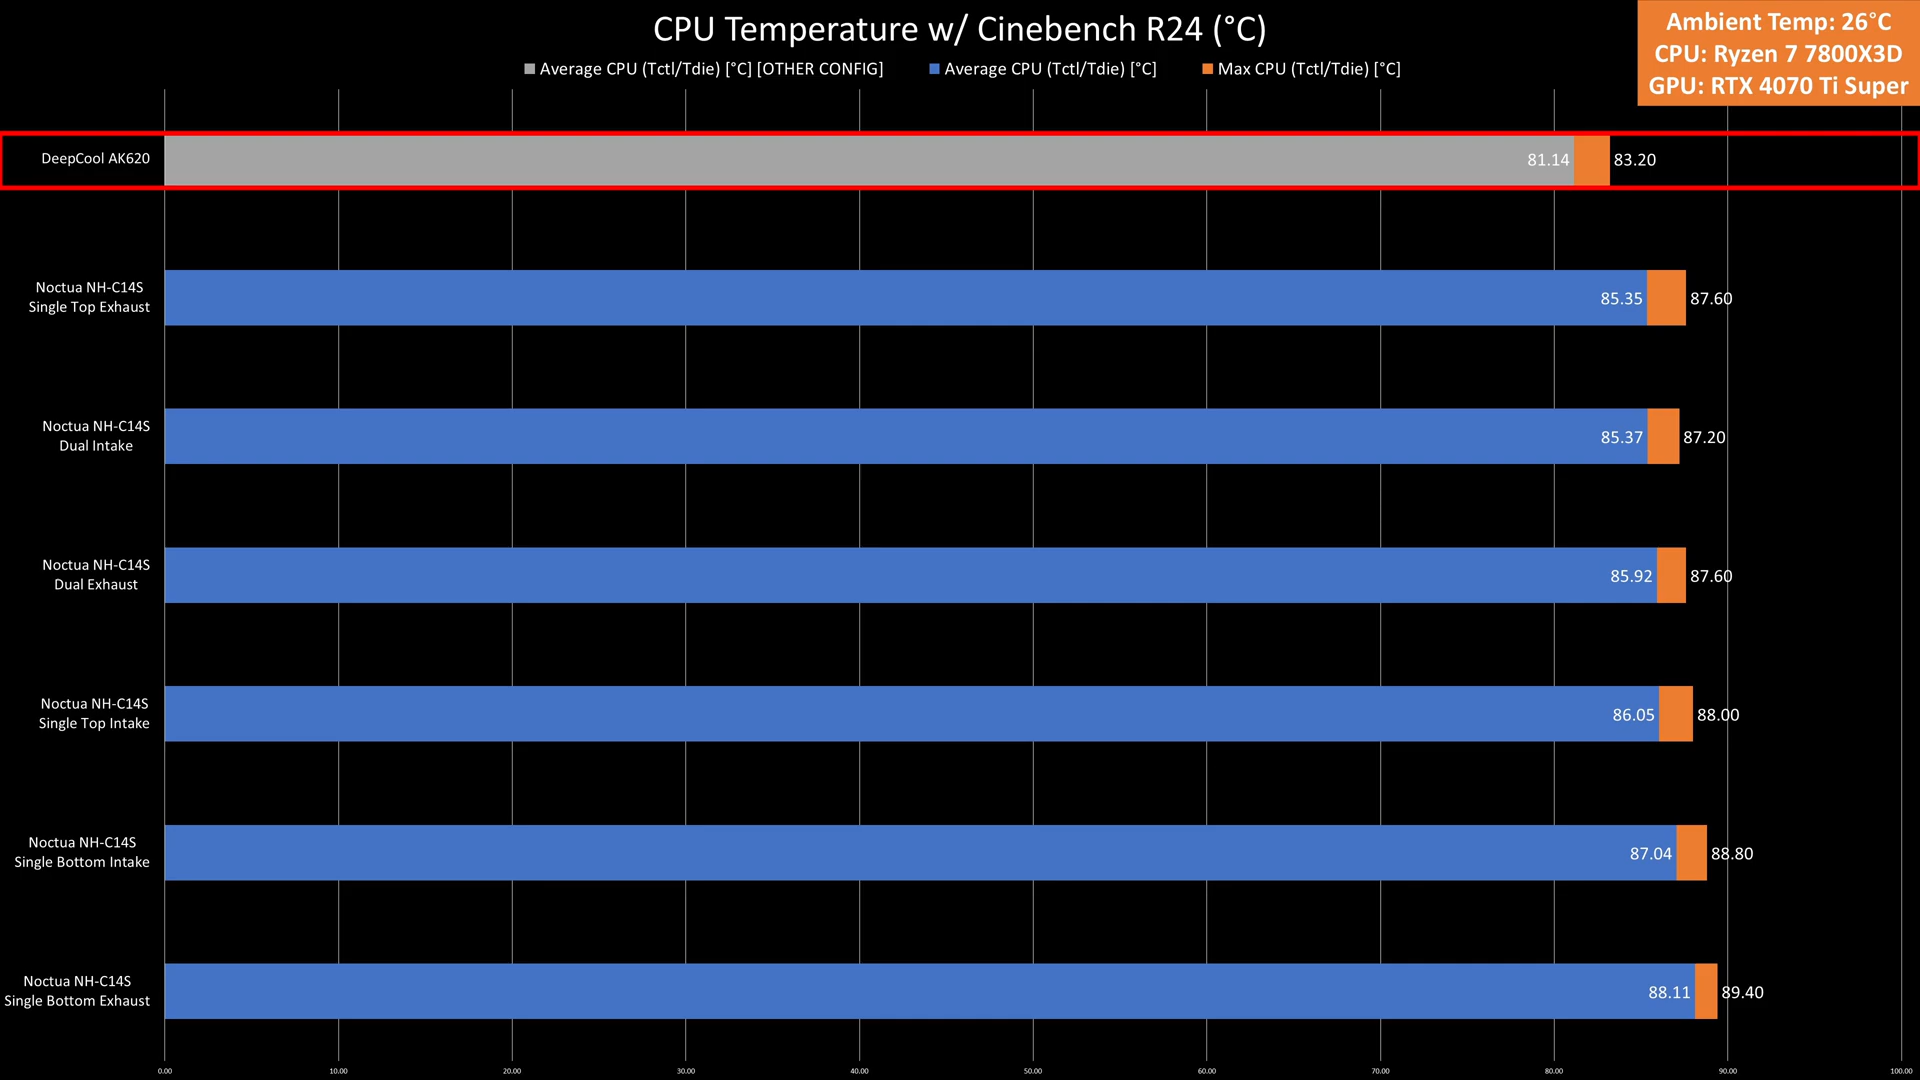 CPU Temperature w/ Cinebench R24 (°C)
Average CPU (Tctl/Tdie) [°C] [OTHER CONFIG]
Average CPU (Tctl/Tdie) [°C]
Max CPU (Tctl/Tdie) [°C]
Ambient Temp: 26°C
CPU: Ryzen 7 7800X3D
GPU: RTX 4070 Ti Super
DeepCool AK620
81.14
83.20
Noctua NH-C14S
Single Top Exhaust
85.35
87.60
Noctua NH-C14S
Dual Intake
85.37
87.20
Noctua NH-C14S
Dual Exhaust
85.92
87.60
Noctua NH-C14S
Single Top Intake
86.05
88.00
Noctua NH-C14S
Single Bottom Intake
87.04
88.80
Noctua NH-C14S
Single Bottom Exhaust
88.11
89.40
0.00
10.00
20.00
30.00
40.00
50.00
60.00
70.00
80.00
90.00
100.00